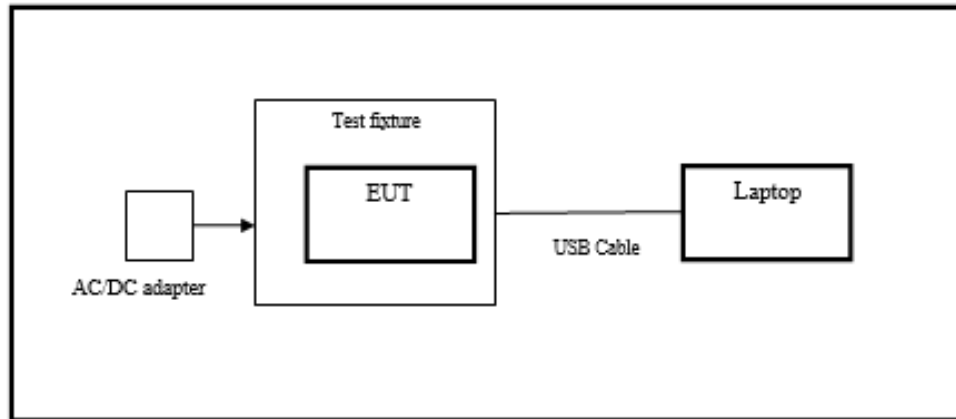 Test fixture
EUT
Laptop
USB Cable
AC/DC adapter